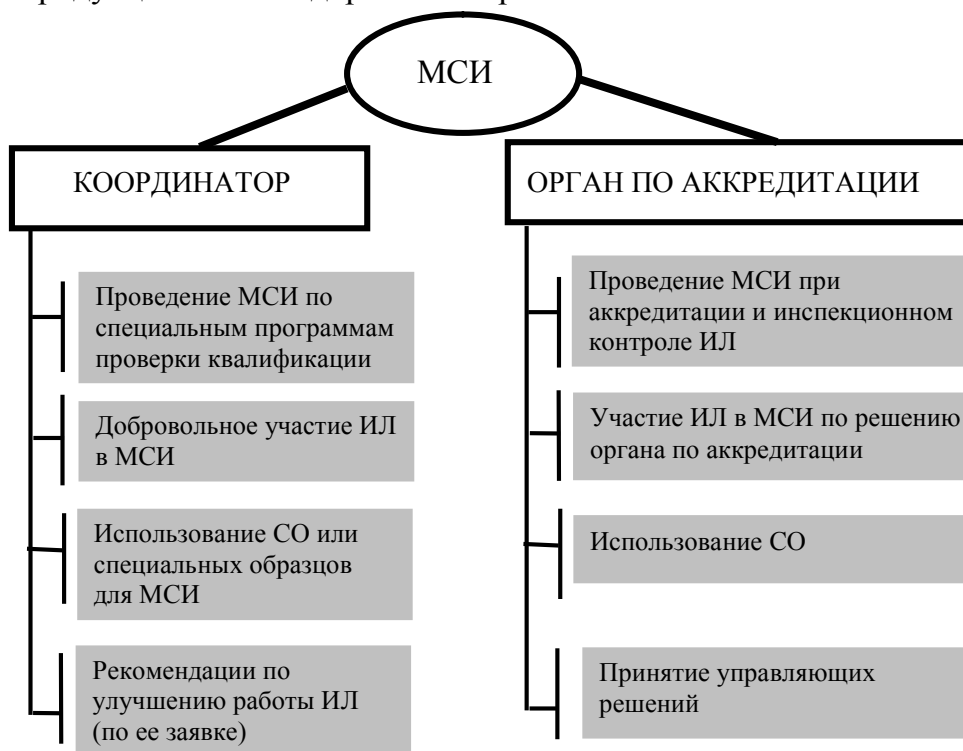 МСИ
КООРДИНАТОР
Проведение МСИ по
специальным программам
проверки квалификации
Добровольное участие ИЛ
в МСИ
Использование СО или
специальных образцов
для МСИ
Рекомендации по
улучшению работы ИЛ
(по ее заявке)
ОРГАН ПО АККРЕДИТАЦИИ
Проведение МСИ при
аккредитации и инспекционном
контроле ИЛ
Участие ИЛ в МСИ по решению
органа по аккредитации
Использование СО
Принятие управляющих
решений